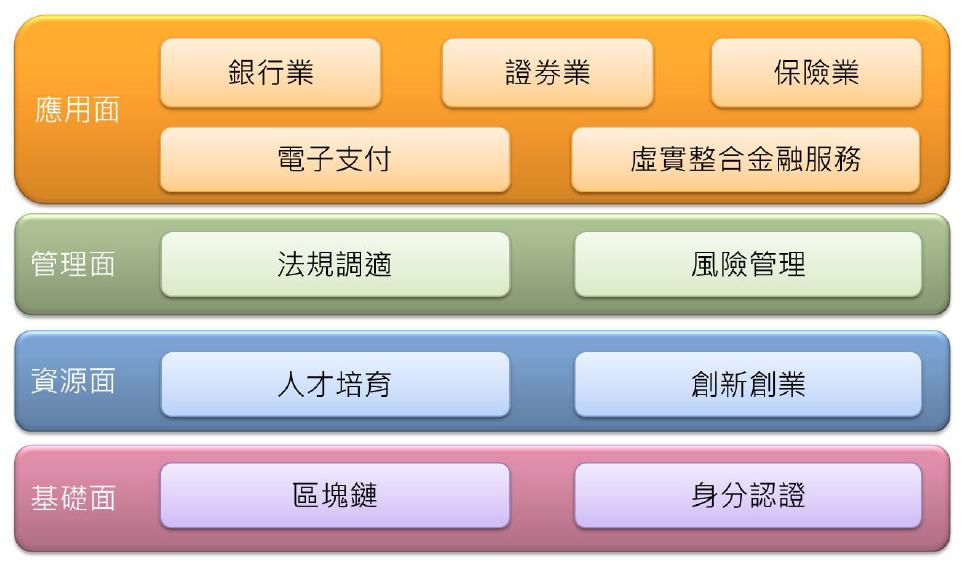 應用面
銀行業
證券業
保險業
電子支付
虛實整合金融服務
管理面
法規調適
風險管理
資源面
人才培育
創新創業
基礎面
區塊鏈
身分認證